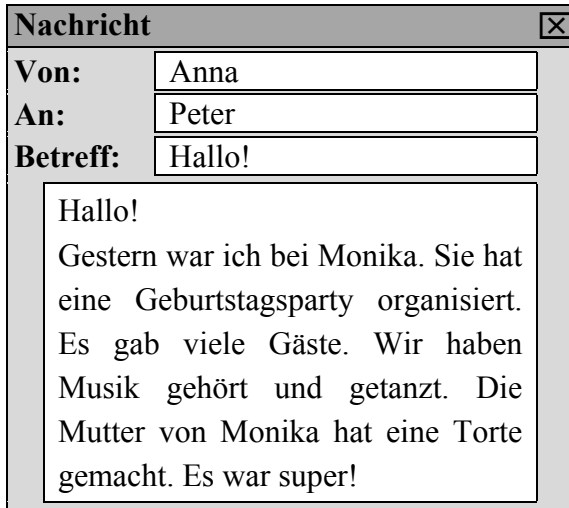 Nachricht
Von: Anna
An: Peter
Betreff: Hallo!
Hallo!
Gestern war ich bei Monika. Sie hat
eine Geburtstagsparty organisiert.
Es gab viele Gäste. Wir haben
Musik gehört und getanzt. Die
Mutter von Monika hat eine Torte
gemacht. Es war super!